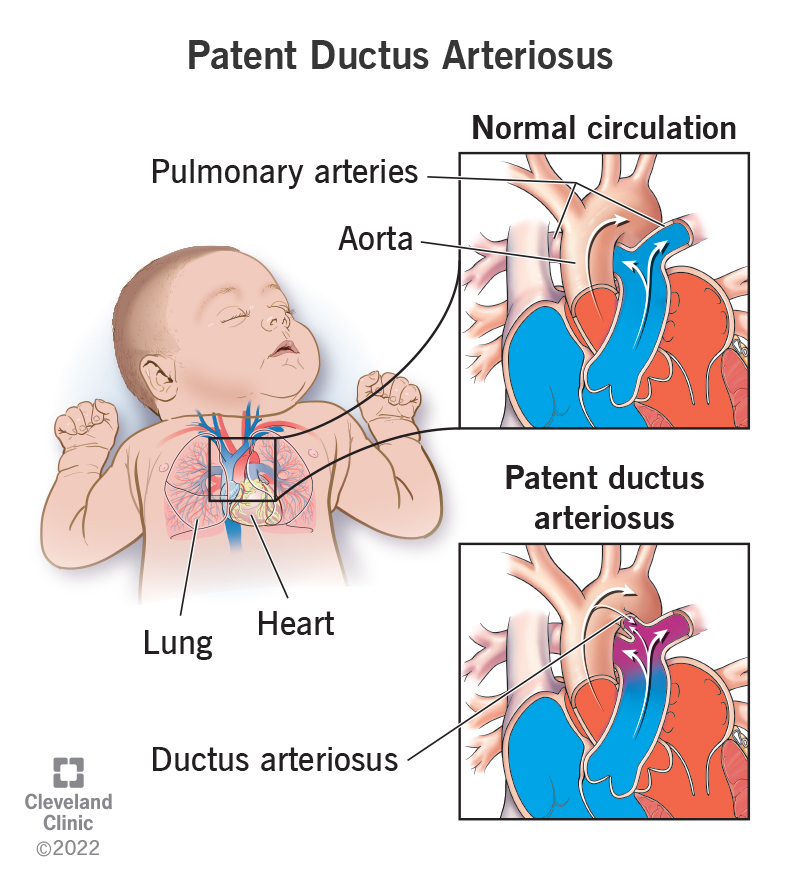 Patent Ductus Arteriosus
Normal circulation
Pulmonary arteries
Aorta
Patent ductus
arteriosus
Lung
Heart
Ductus arteriosus
Cleveland
Clinic
©2022